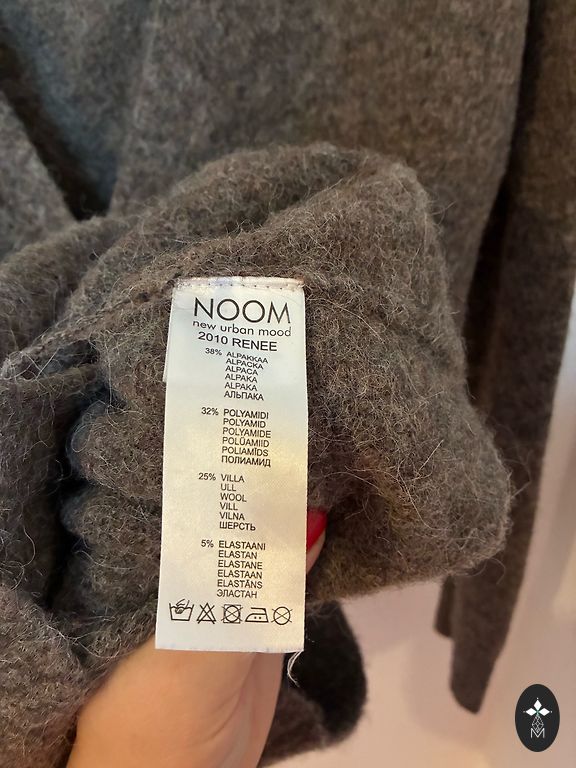 NOOM
new urban mood
2010 RENEE
38% ALPAKKAA
ALPACKA
ALPACA
ALPAKA
ALPAKA
АЛЬПАКА
32% POLYAMIDI
POLYAMID
POLYAMIDE
POLÜAMIID
POLIAMĪDS
ПОЛИАМИД
25% VILLA
ULL
WOOL
VILL
VILNA
ШЕРСТЬ
5% ELASTAANI
ELASTAN
ELASTANE
ELASTAAN
ELASTĀNS
ЭЛАСТАН